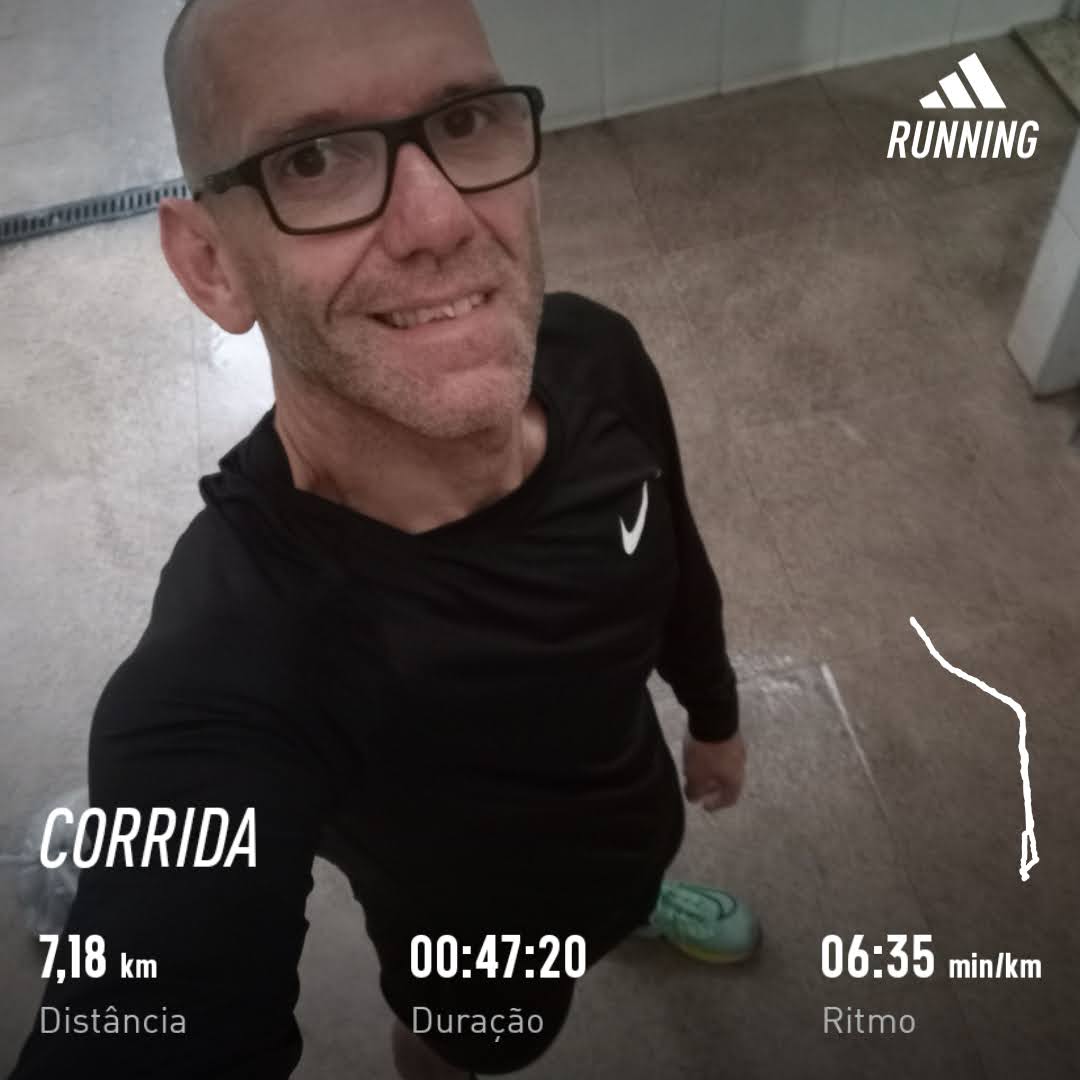 RUNNING
CORRIDA
7,18 km
Distância
00:47:20
Duração
06:35 min/km
Ritmo